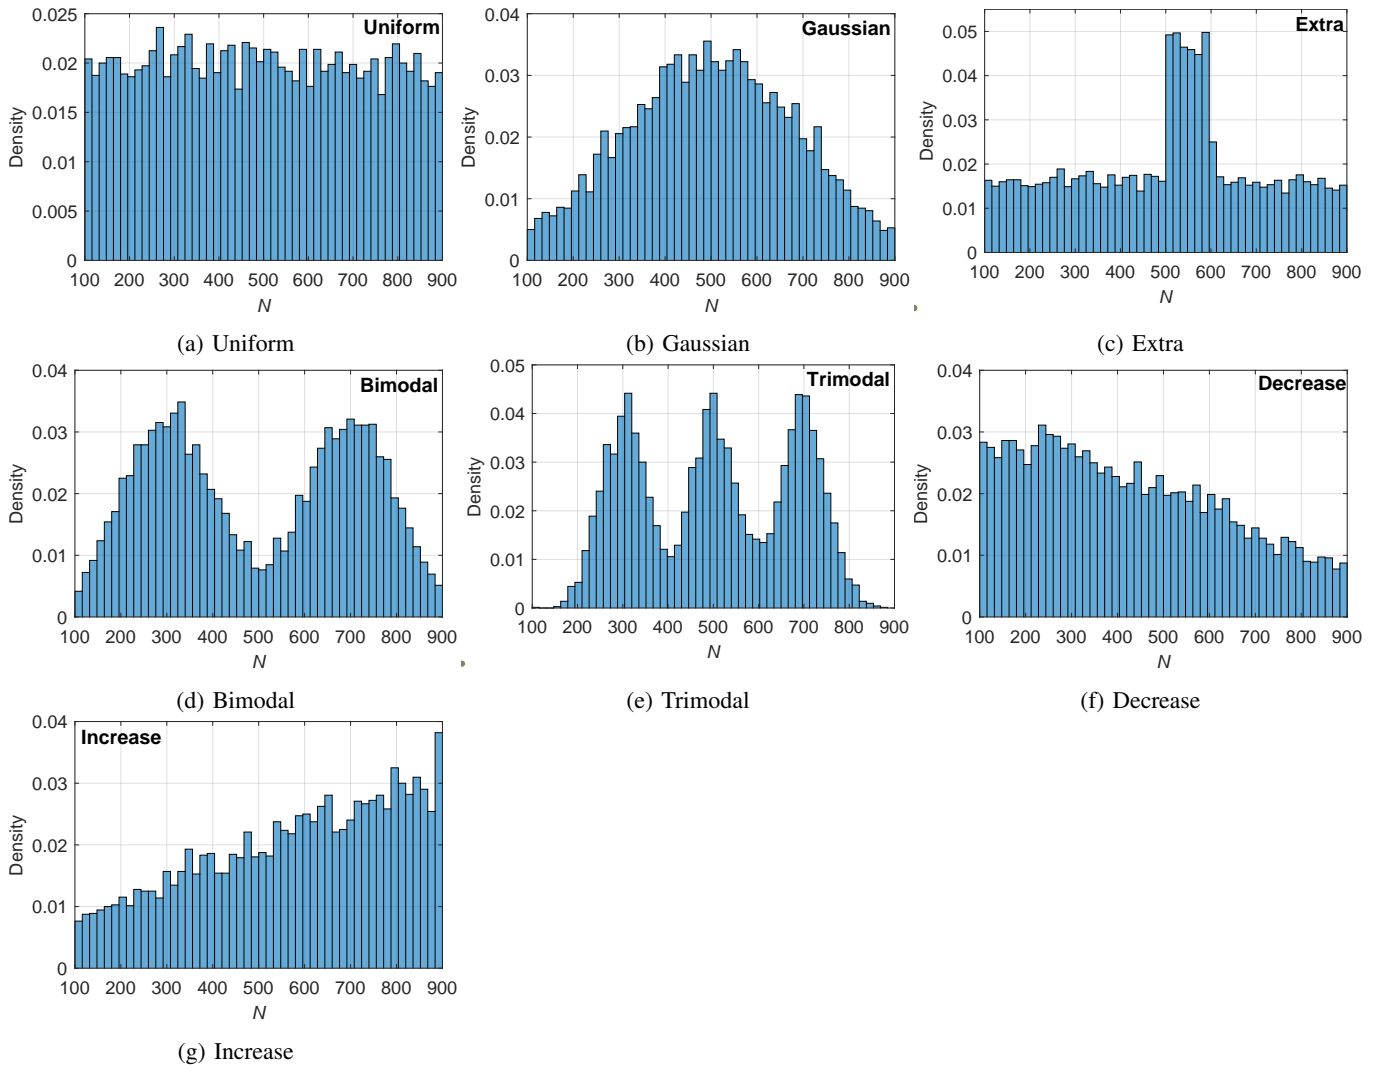 Uniform
0.025
0.02
0.015
0.01
0.005
0
Density
100 200 300 400 500 600 700 800 900
N
(a) Uniform
Gaussian
0.04
0.03
0.02
0.01
0
Density
100 200 300 400 500 600 700 800 900
N
(b) Gaussian
Extra
0.05
0.04
0.03
0.02
0.01
0
Density
100 200 300 400 500 600 700 800 900
N
(c) Extra
Bimodal
0.04
0.03
0.02
0.01
0
Density
100 200 300 400 500 600 700 800 900
N
(d) Bimodal
Trimodal
0.05
0.04
0.03
0.02
0.01
0
Density
100 200 300 400 500 600 700 800 900
N
(e) Trimodal
Decrease
0.04
0.03
0.02
0.01
0
Density
100 200 300 400 500 600 700 800 900
N
(f) Decrease
Increase
0.04
0.03
0.02
0.01
0
Density
100 200 300 400 500 600 700 800 900
N
(g) Increase